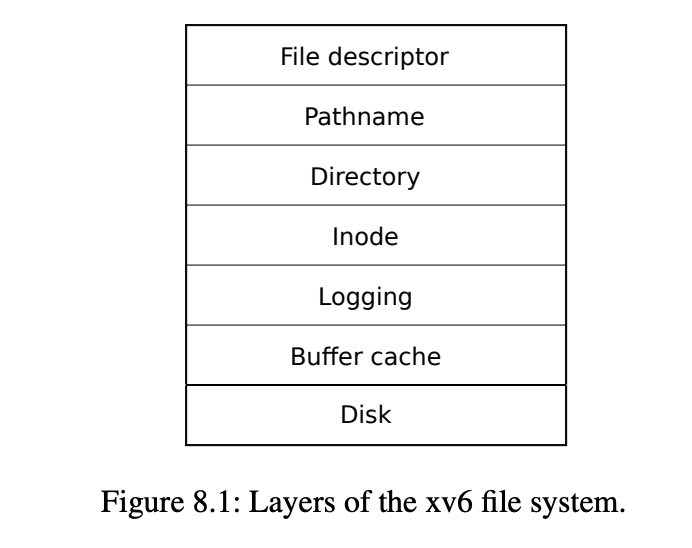 File descriptor
Pathname
Directory
Inode
Logging
Buffer cache
Disk
Figure 8.1: Layers of the xv6 file system.